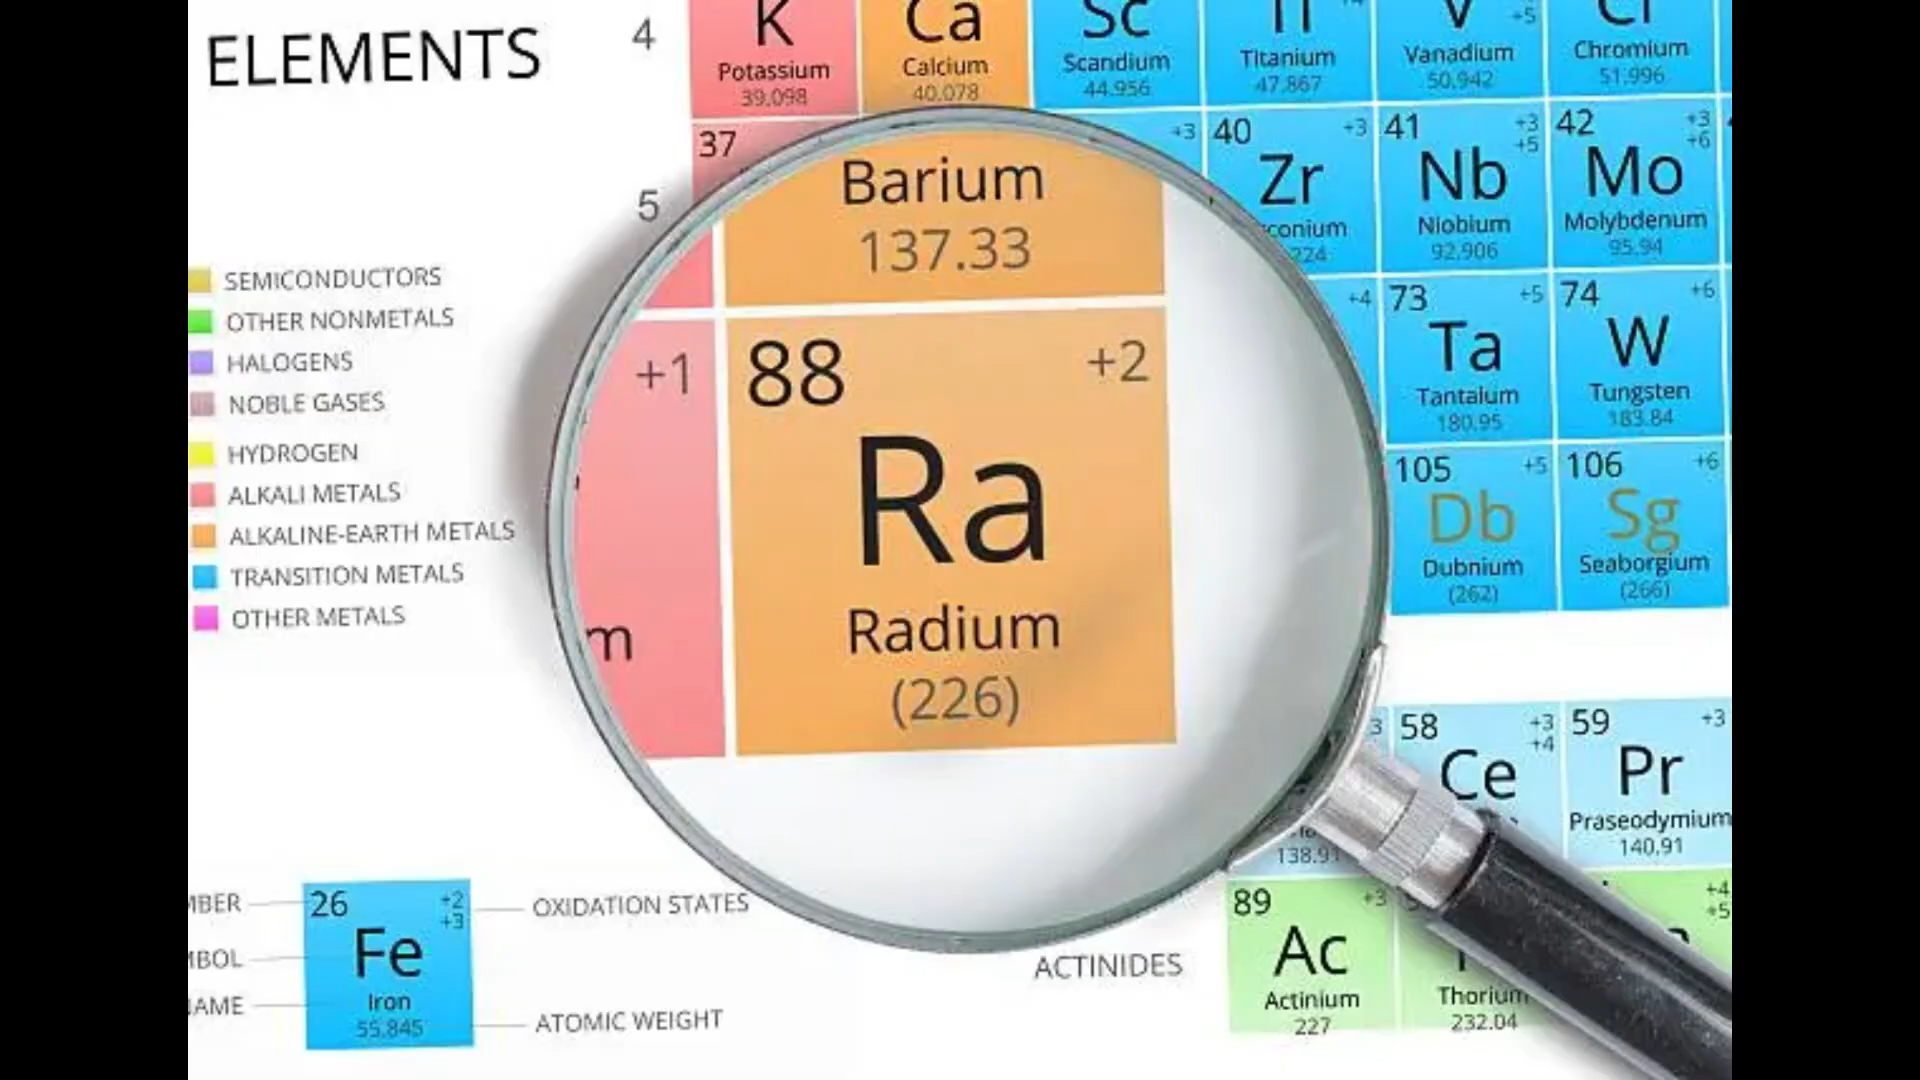 ELEMENTS
4
K
Potassium
39.098
Ca
Calcium
40.078
Sc
Scandium
44.956
Ti
Titanium
47.867
V
+5
Vanadium
50.942
Cr
Chromium
51.996
5
37
+3
40 +3
Zr
41 +3
+5
Nb
Niobium
92.906
42 +3
+6
Mo
Molybdenum
95.94
Barium
137.33
+1
88 +2
Ra
Radium
(226)
+4
73 +5
Ta
Tantalum
180.95
74 +6
W
Tungsten
183.84
105 +5
Db
Dubnium
(262)
106 +6
Sg
Seaborgium
(266)
SEMICONDUCTORS
OTHER NONMETALS
HALOGENS
NOBLE GASES
HYDROGEN
ALKALI METALS
ALKALINE-EARTH METALS
TRANSITION METALS
OTHER METALS
58 +3
+4
Ce
59 +3
Pr
Praseodymium
140.91
138.91
26 +2
+3
Fe
Iron
55.845
OXIDATION STATES
ATOMIC WEIGHT
ACTINIDES
89 +3
Ac
Actinium
227
Thorium
232.04
+4
+5